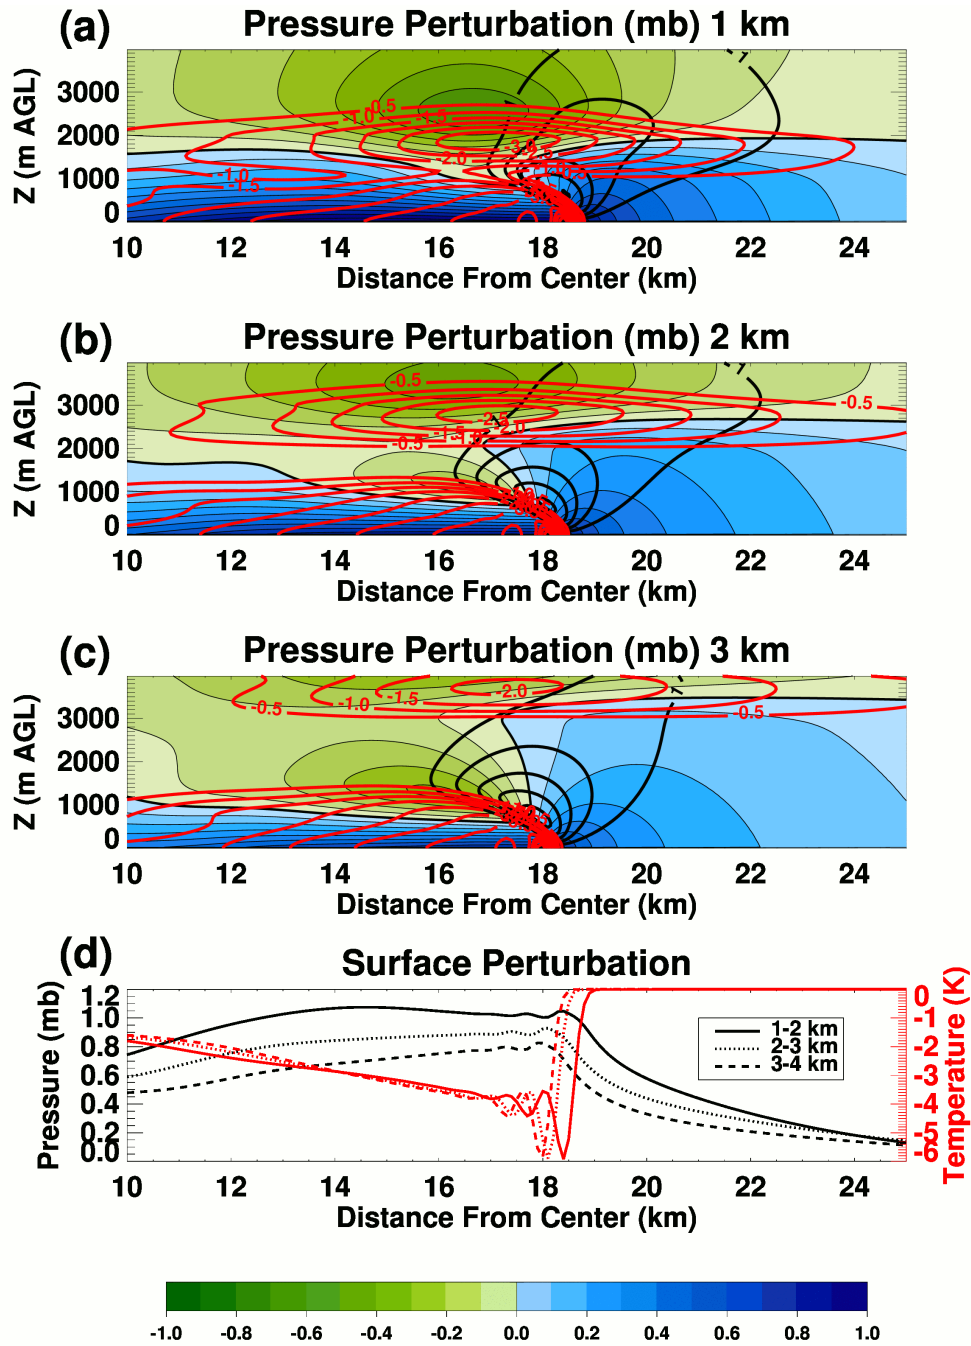 (a) Pressure Perturbation (mb) 1 km
Z (m AGL)
3000
2000
1000
0
-0.5
-1.0
-1.5
-2.0
-1.0
-1.5
1
10 12 14 16 18 20 22 24
Distance From Center (km)
(b) Pressure Perturbation (mb) 2 km
Z (m AGL)
3000
2000
1000
0
-0.5
-0.5
-2.5
-1.5
-2.0
-0.5
-1.0
1
10 12 14 16 18 20 22 24
Distance From Center (km)
(c) Pressure Perturbation (mb) 3 km
Z (m AGL)
3000
2000
1000
0
-2.0
-1.5
-1.0
-0.5
-0.5
10 12 14 16 18 20 22 24
Distance From Center (km)
(d) Surface Perturbation
Pressure (mb)
1.2
1.0
0.8
0.6
0.4
0.2
0.0
1-2 km
2-3 km
3-4 km
0
-1
-2
-3
-4
-5
-6
Temperature (K)
10 12 14 16 18 20 22 24
Distance From Center (km)
-1.0 -0.8 -0.6 -0.4 -0.2 0.0 0.2 0.4 0.6 0.8 1.0